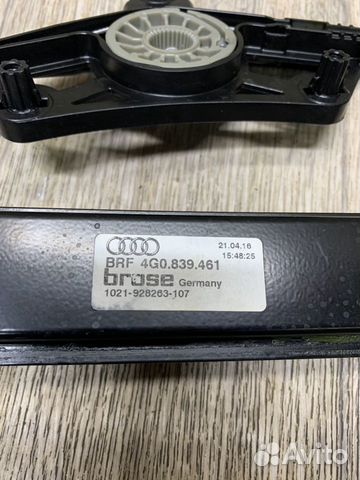 21.04.16
15:48:25
BRF 4G0.839.461
brose Germany
1021-928263-107
Avito